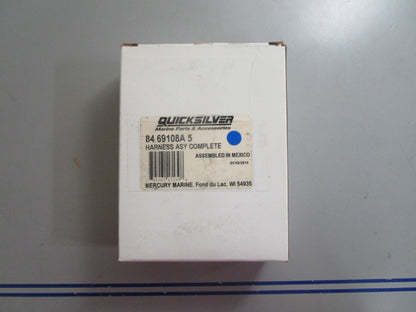 QUICKSILVER
Marine Parts & Accessories
84 69108A 5
HARNESS ASY COMPLETE
ASSEMBLED IN MEXICO
MERCURY MARINE, Fond du Lac, WI 54935